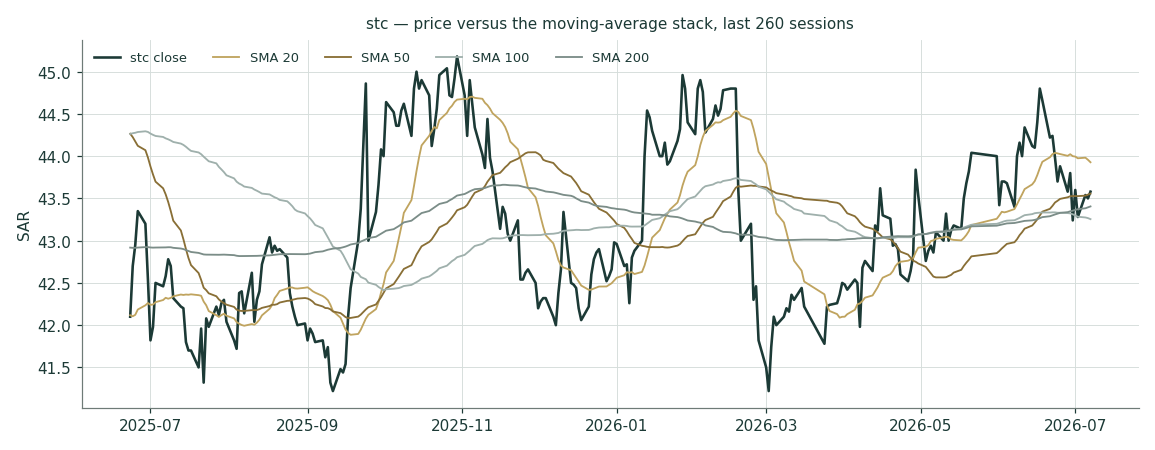 stc — price versus the moving-average stack, last 260 sessions
stc close SMA 20 SMA 50 SMA 100 SMA 200
SAR
45.0
44.5
44.0
43.5
43.0
42.5
42.0
41.5
2025-07 2025-09 2025-11 2026-01 2026-03 2026-05 2026-07